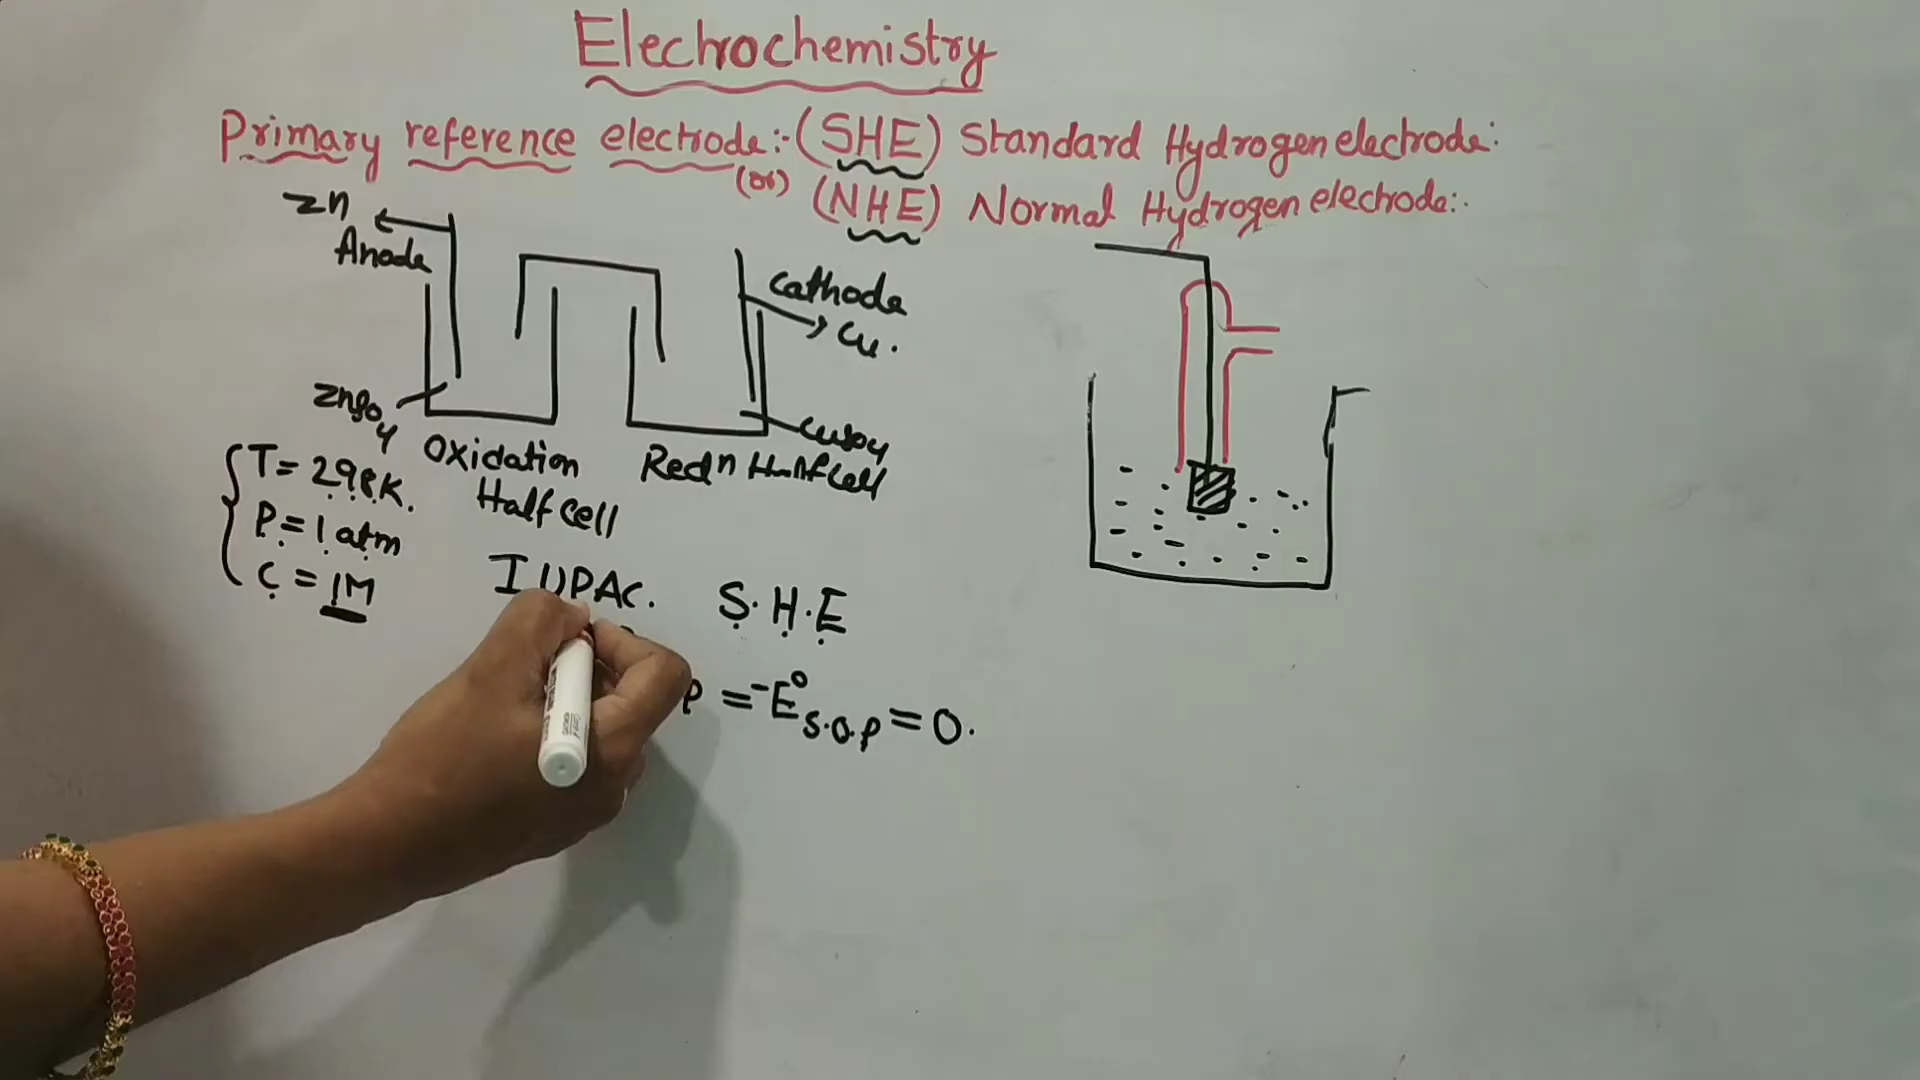 Electrochemistry
Primary reference electrode:- (SHE) Standard Hydrogen electrode:
(or) (NHE) Normal Hydrogen electrode:-
Zn
Anode
Cathode
Cu.
ZnSO4
CuSO4
Oxidation
Half cell
Redn Half cell
T = 298K.
P = 1 atm
C = 1M
IUPAC. S.H.E
P = -E°S.O.P = 0.